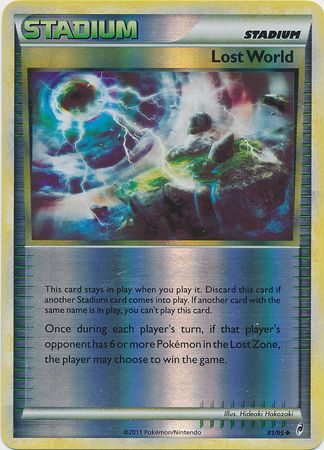 STADIUM
STADIUM
Lost World
This card stays in play when you play it. Discard this card if
another Stadium card comes into play. If another card with the
same name is in play, you can't play this card.
Once during each player's turn, if that player's
opponent has 6 or more Pokémon in the Lost Zone,
the player may choose to win the game.
Illus. Hideaki Hakozaki
©2011 Pokémon/Nintendo
81/95